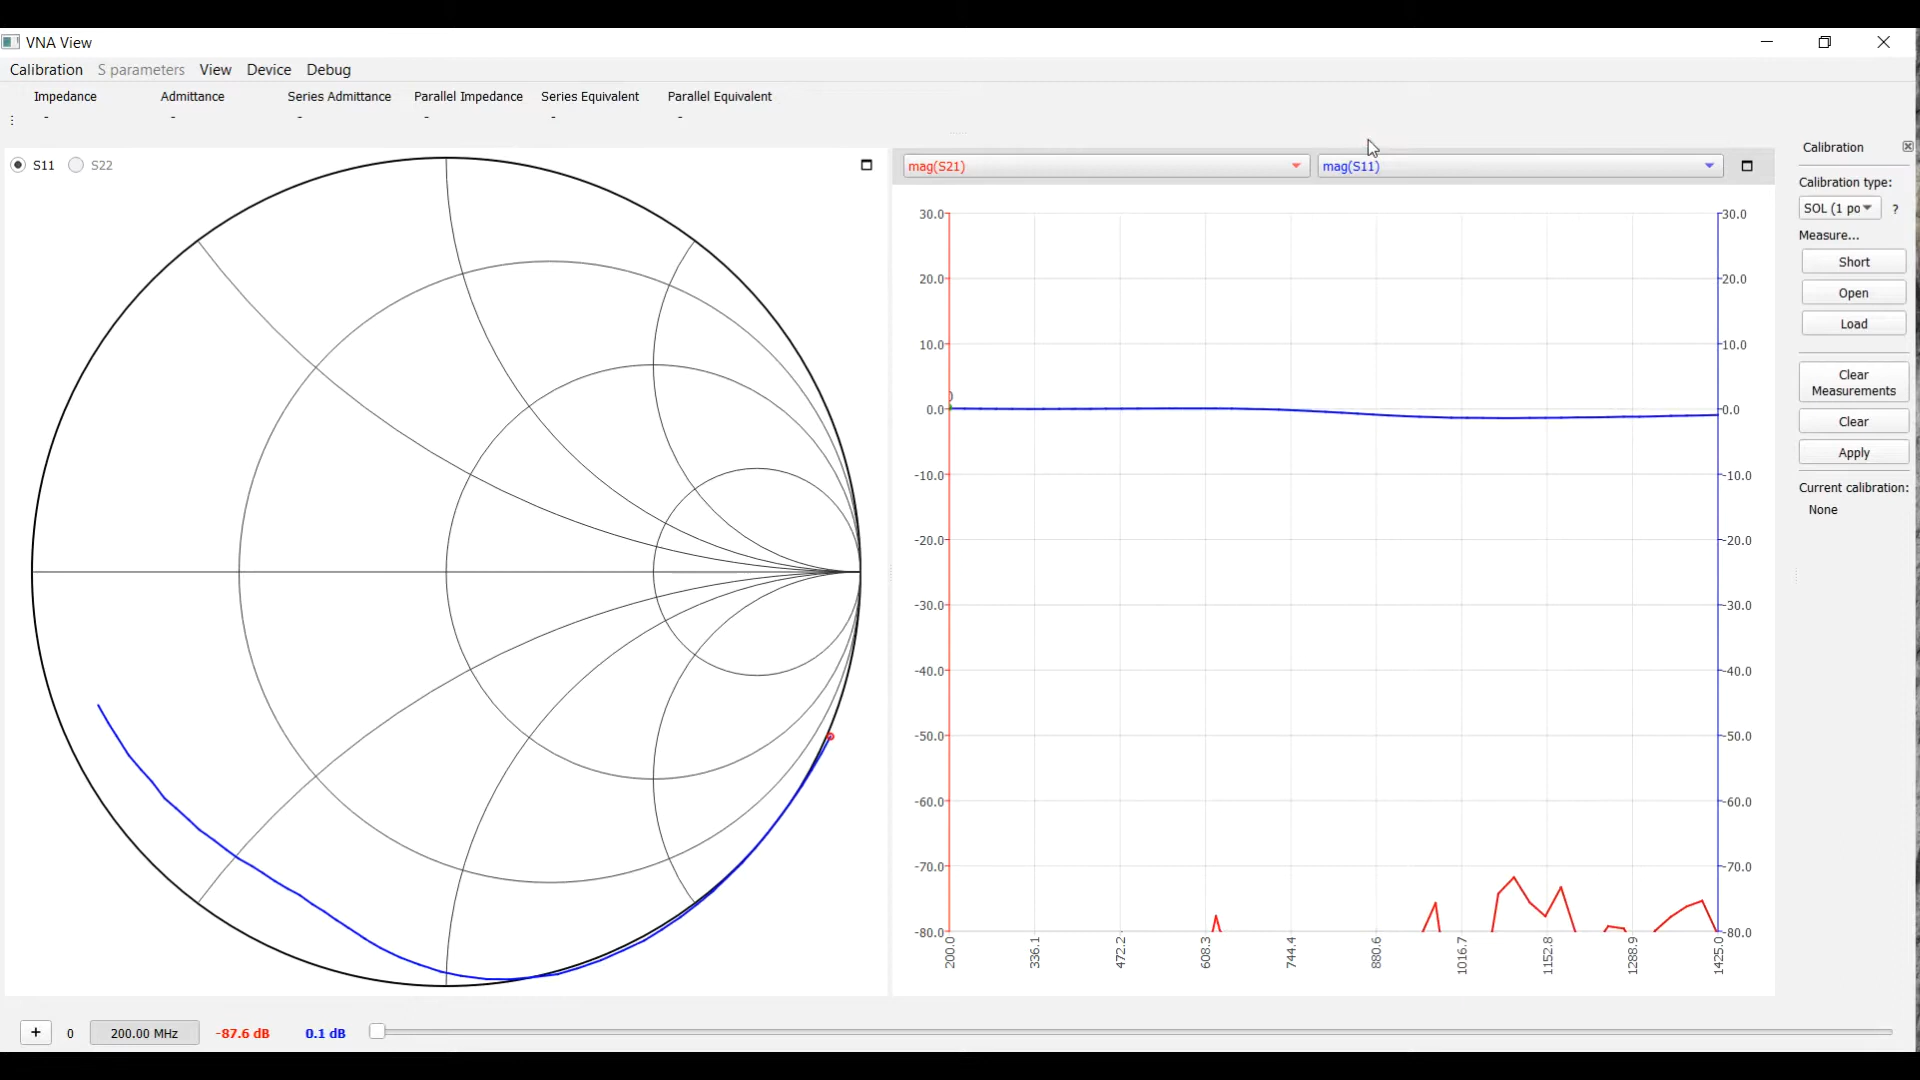 VNA View
Calibration S parameters View Device Debug
Impedance Admittance Series Admittance Parallel Impedance Series Equivalent Parallel Equivalent
- - - - - -
S11 S22
mag(S21) mag(S11)
30.0
20.0
10.0
0.0
-10.0
-20.0
-30.0
-40.0
-50.0
-60.0
-70.0
-80.0
30.0
20.0
10.0
0.0
-10.0
-20.0
-30.0
-40.0
-50.0
-60.0
-70.0
-80.0
200.0 336.1 472.2 608.3 744.4 880.6 1016.7 1152.8 1288.9 1425.0
Calibration
Calibration type:
SOL (1 po ?
Measure...
Short
Open
Load
Clear
Measurements
Clear
Apply
Current calibration:
None
+ 0 200.00 MHz -87.6 dB 0.1 dB